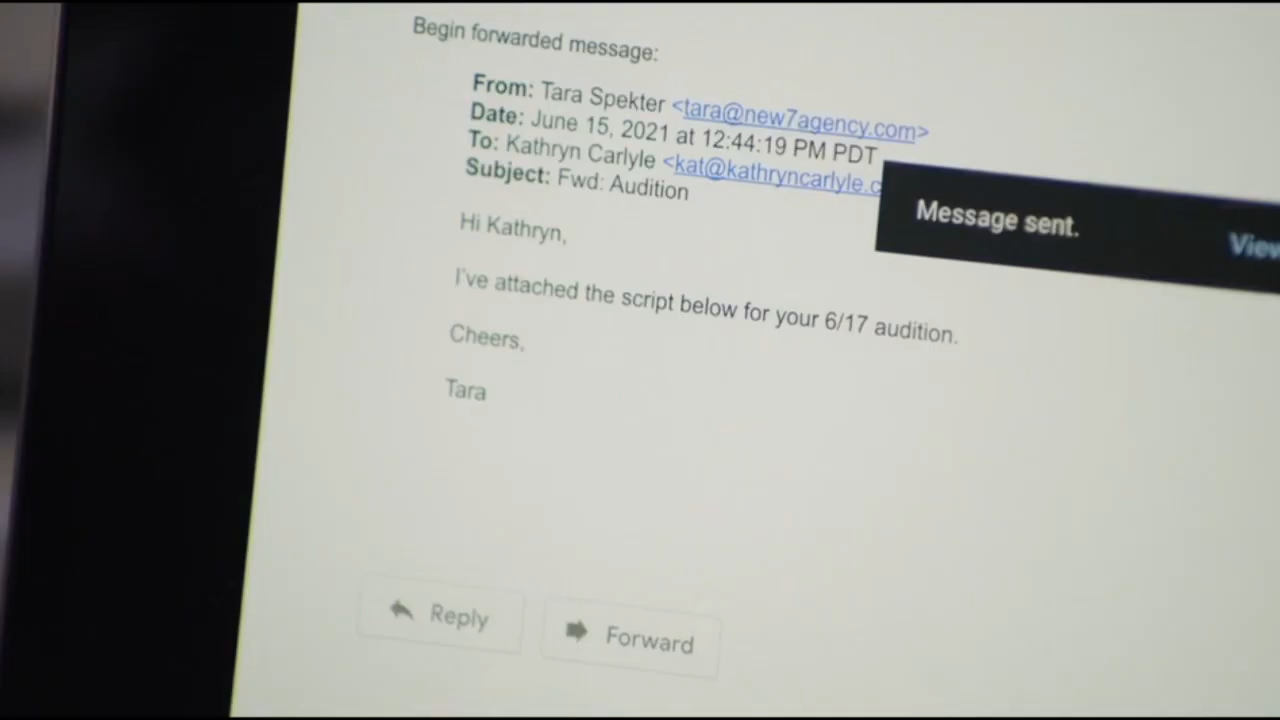 Begin forwarded message:
From: Tara Spekter <tara@new7agency.com>
Date: June 15, 2021 at 12:44:19 PM PDT
To: Kathryn Carlyle <kat@kathryncarlyle.c
Subject: Fwd: Audition
Message sent.
View
Hi Kathryn,
I've attached the script below for your 6/17 audition.
Cheers,
Tara
Reply
Forward